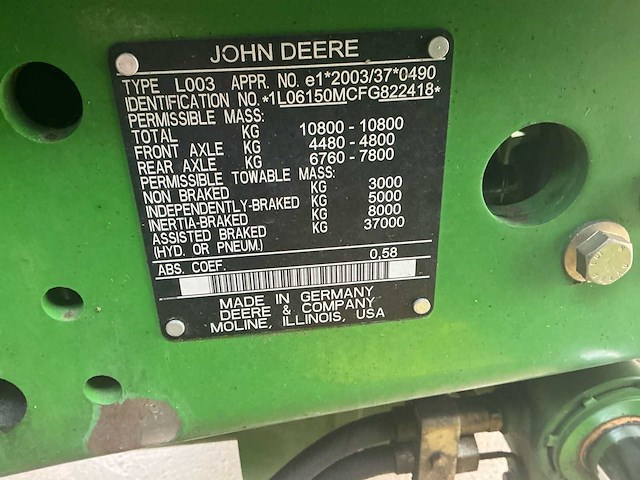 JOHN DEERE
TYPE L003 APPR. NO. e1*2003/37*0490
IDENTIFICATION NO.*1L06150MCFG822418*
PERMISSIBLE MASS:
TOTAL KG 10800 - 10800
FRONT AXLE KG 4480 - 4800
REAR AXLE KG 6760 - 7800
PERMISSIBLE TOWABLE MASS:
NON BRAKED KG 3000
INDEPENDENTLY-BRAKED KG 5000
INERTIA-BRAKED KG 8000
ASSISTED BRAKED KG 37000
(HYD. OR PNEUM.)
ABS. COEF. 0,58
MADE IN GERMANY
DEERE & COMPANY
MOLINE, ILLINOIS, USA